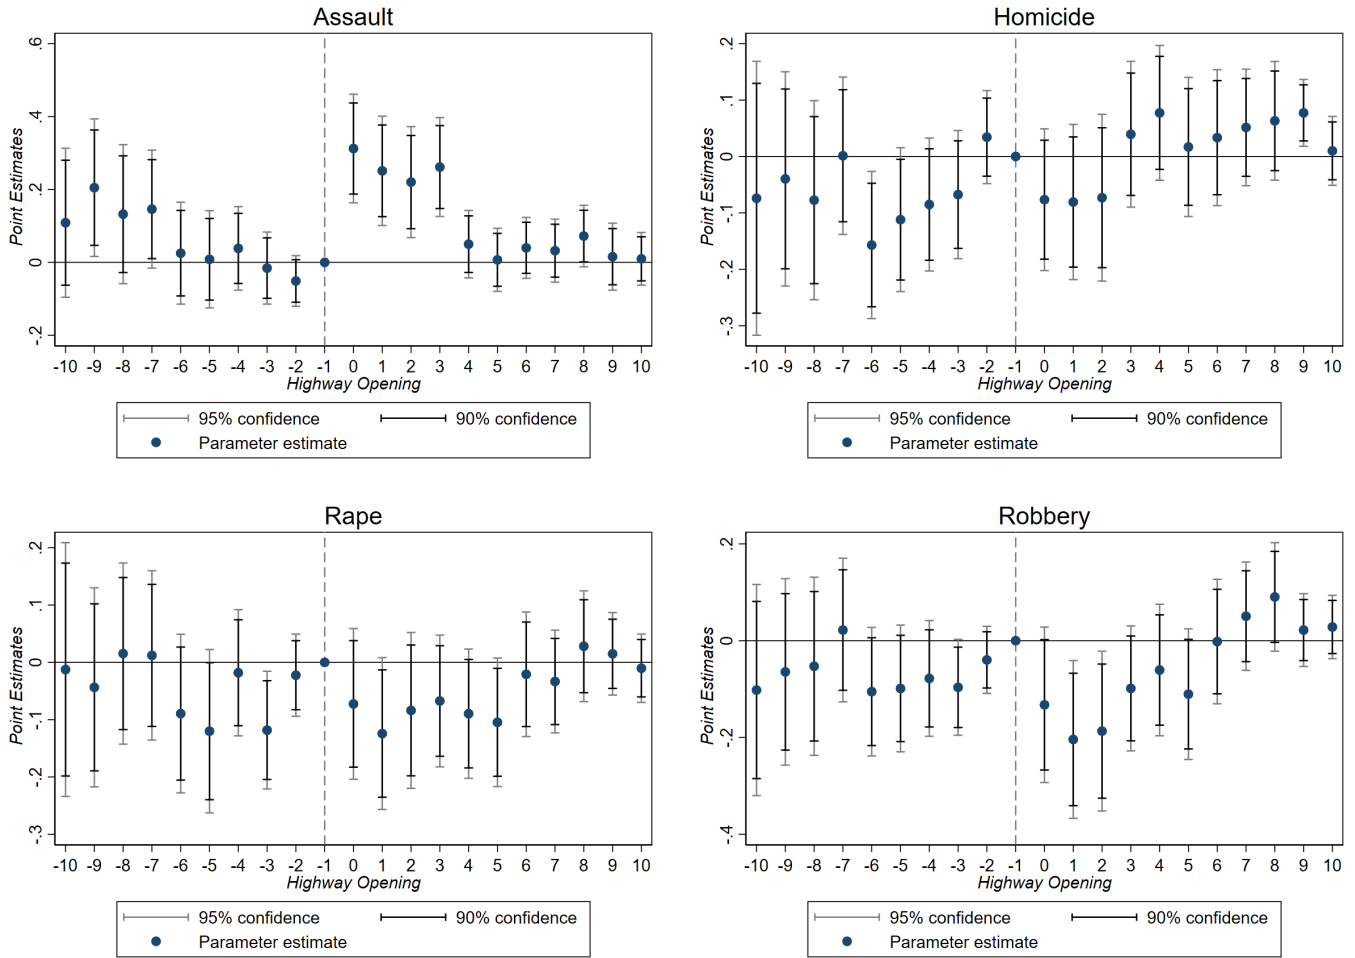 Assault
Point Estimates
.6
.4
.2
0
-.2
-10 -9 -8 -7 -6 -5 -4 -3 -2 -1 0 1 2 3 4 5 6 7 8 9 10
Highway Opening
95% confidence 90% confidence
Parameter estimate
Homicide
Point Estimates
.2
.1
0
-.1
-.2
-.3
-10 -9 -8 -7 -6 -5 -4 -3 -2 -1 0 1 2 3 4 5 6 7 8 9 10
Highway Opening
95% confidence 90% confidence
Parameter estimate
Rape
Point Estimates
.2
.1
0
-.1
-.2
-.3
-10 -9 -8 -7 -6 -5 -4 -3 -2 -1 0 1 2 3 4 5 6 7 8 9 10
Highway Opening
95% confidence 90% confidence
Parameter estimate
Robbery
Point Estimates
.2
0
-.2
-.4
-10 -9 -8 -7 -6 -5 -4 -3 -2 -1 0 1 2 3 4 5 6 7 8 9 10
Highway Opening
95% confidence 90% confidence
Parameter estimate